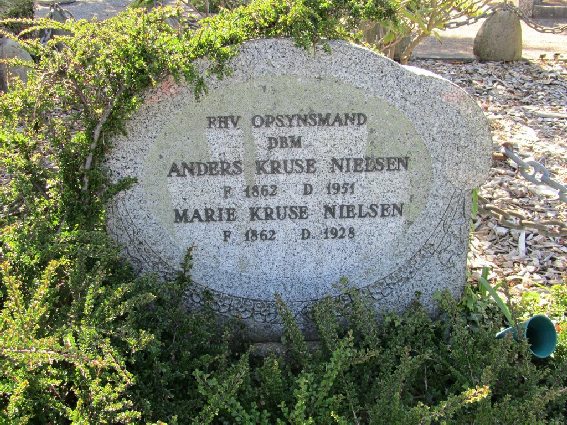 FHV OPSYNSMAND
DBM
ANDERS KRUSE NIELSEN
F. 1862 D 1951
MARIE KRUSE NIELSEN
F. 1862 D. 1928